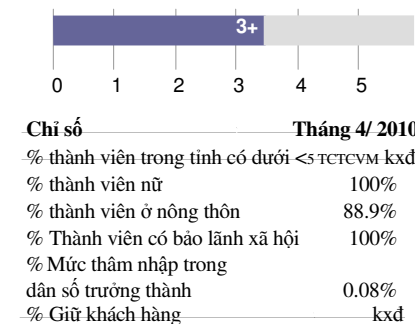 3+
0 1 2 3 4 5
Chỉ số Tháng 4/ 2010
% thành viên trong tỉnh có dưới <5 TCTCVM kxđ
% thành viên nữ 100%
% thành viên ở nông thôn 88.9%
% Thành viên có bảo lãnh xã hội 100%
% Mức thâm nhập trong
dân số trưởng thành 0.08%
% Giữ khách hàng kxđ